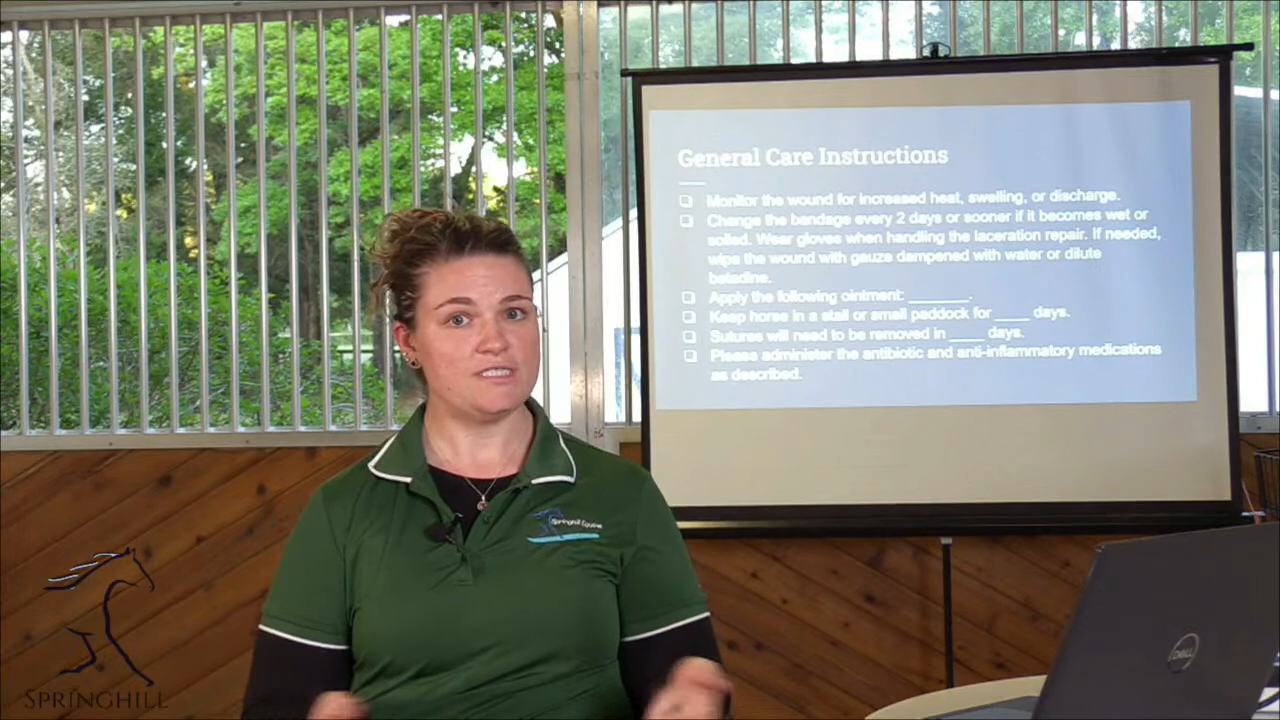 General Care Instructions
❑ Monitor the wound for increased heat, swelling, or discharge.
❑ Change the bandage every 2 days or sooner if it becomes wet or
soiled. Wear gloves when handling the laceration repair. If needed,
wipe the wound with gauze dampened with water or dilute
betadine.
❑ Apply the following ointment: _______.
❑ Keep horse in a stall or small paddock for ____ days.
❑ Sutures will need to be removed in ____ days.
❑ Please administer the antibiotic and anti-inflammatory medications
as described.
Springhill Equine
DELL
SPRINGHILL